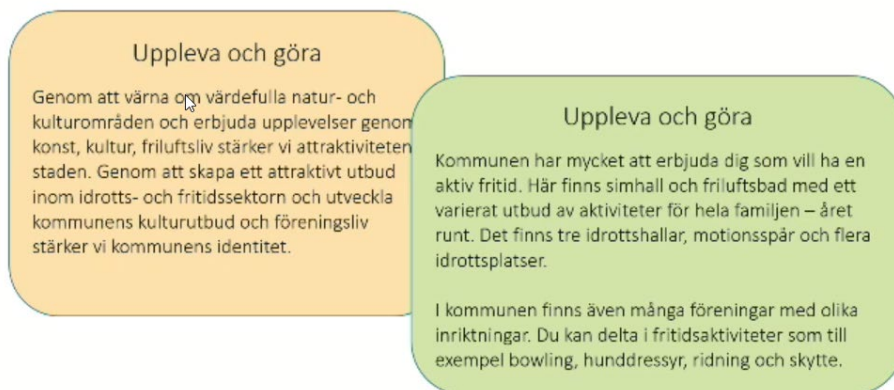 Uppleva och göra
Genom att värna om värdefulla natur- och
kulturområden och erbjuda upplevelser genom
konst, kultur, friluftsliv stärker vi attraktiviteten
staden. Genom att skapa ett attraktivt utbud
inom idrotts- och fritidssektorn och utveckla
kommunens kulturutbud och föreningsliv
stärker vi kommunens identitet.
Uppleva och göra
Kommunen har mycket att erbjuda dig som vill ha en
aktiv fritid. Här finns simhall och friluftsbad med ett
varierat utbud av aktiviteter för hela familjen – året
runt. Det finns tre idrottshallar, motionsspår och flera
idrottsplatser.
I kommunen finns även många föreningar med olika
inriktningar. Du kan delta i fritidsaktiviteter som till
exempel bowling, hunddressyr, ridning och skytte.